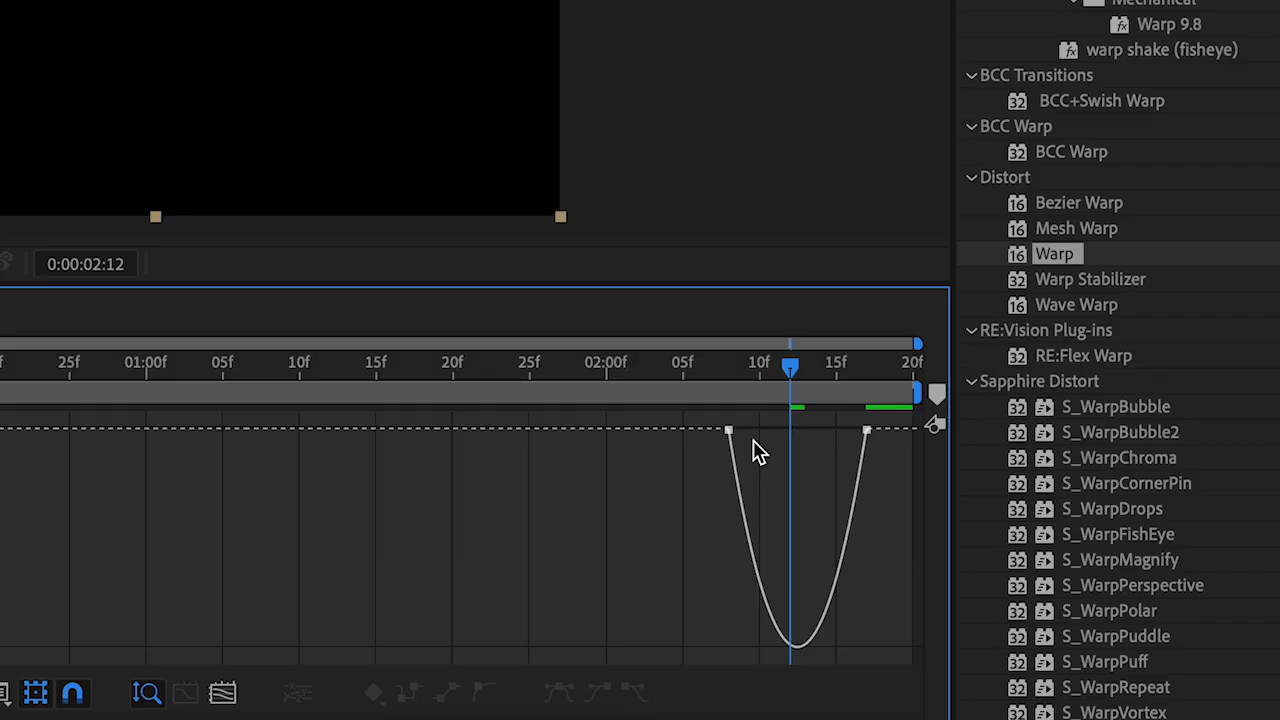 Mechanical
Warp 9.8
warp shake (fisheye)
BCC Transitions
BCC+Swish Warp
BCC Warp
BCC Warp
Distort
Bezier Warp
Mesh Warp
Warp
Warp Stabilizer
Wave Warp
RE:Vision Plug-ins
RE:Flex Warp
Sapphire Distort
S_WarpBubble
S_WarpBubble2
S_WarpChroma
S_WarpCornerPin
S_WarpDrops
S_WarpFishEye
S_WarpMagnify
S_WarpPerspective
S_WarpPolar
S_WarpPuddle
S_WarpPuff
S_WarpRepeat
S_WarpVortex
0:00:02:12
25f 01:00f 05f 10f 15f 20f 25f 02:00f 05f 10f 15f 20f